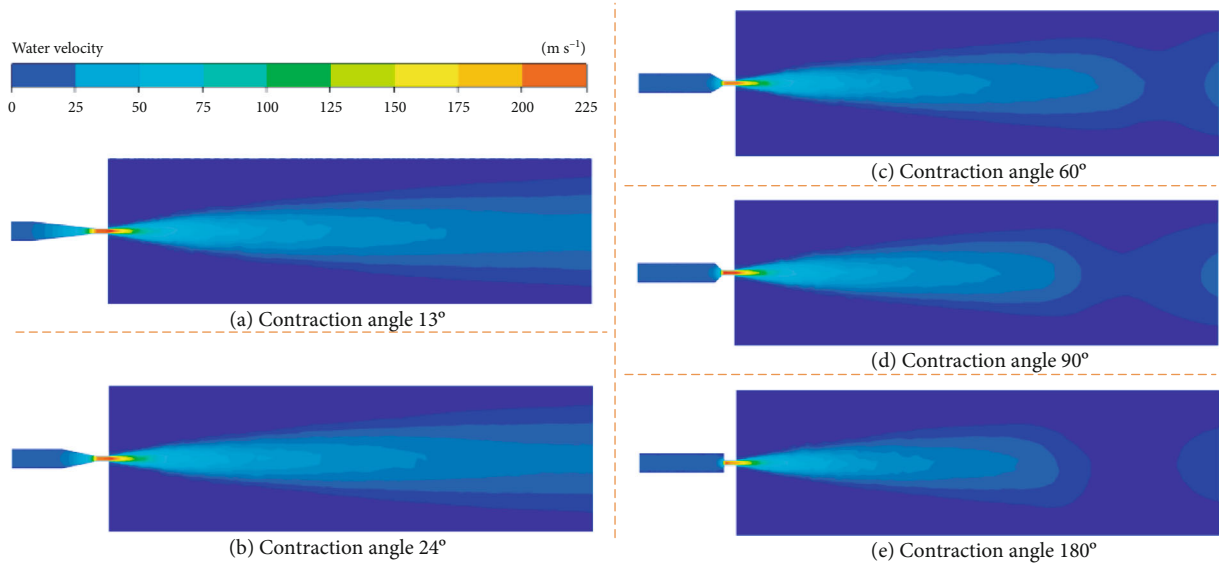 Water velocity (m s⁻¹)
0 25 50 75 100 125 150 175 200 225
(a) Contraction angle 13º
(b) Contraction angle 24º
(c) Contraction angle 60º
(d) Contraction angle 90º
(e) Contraction angle 180º